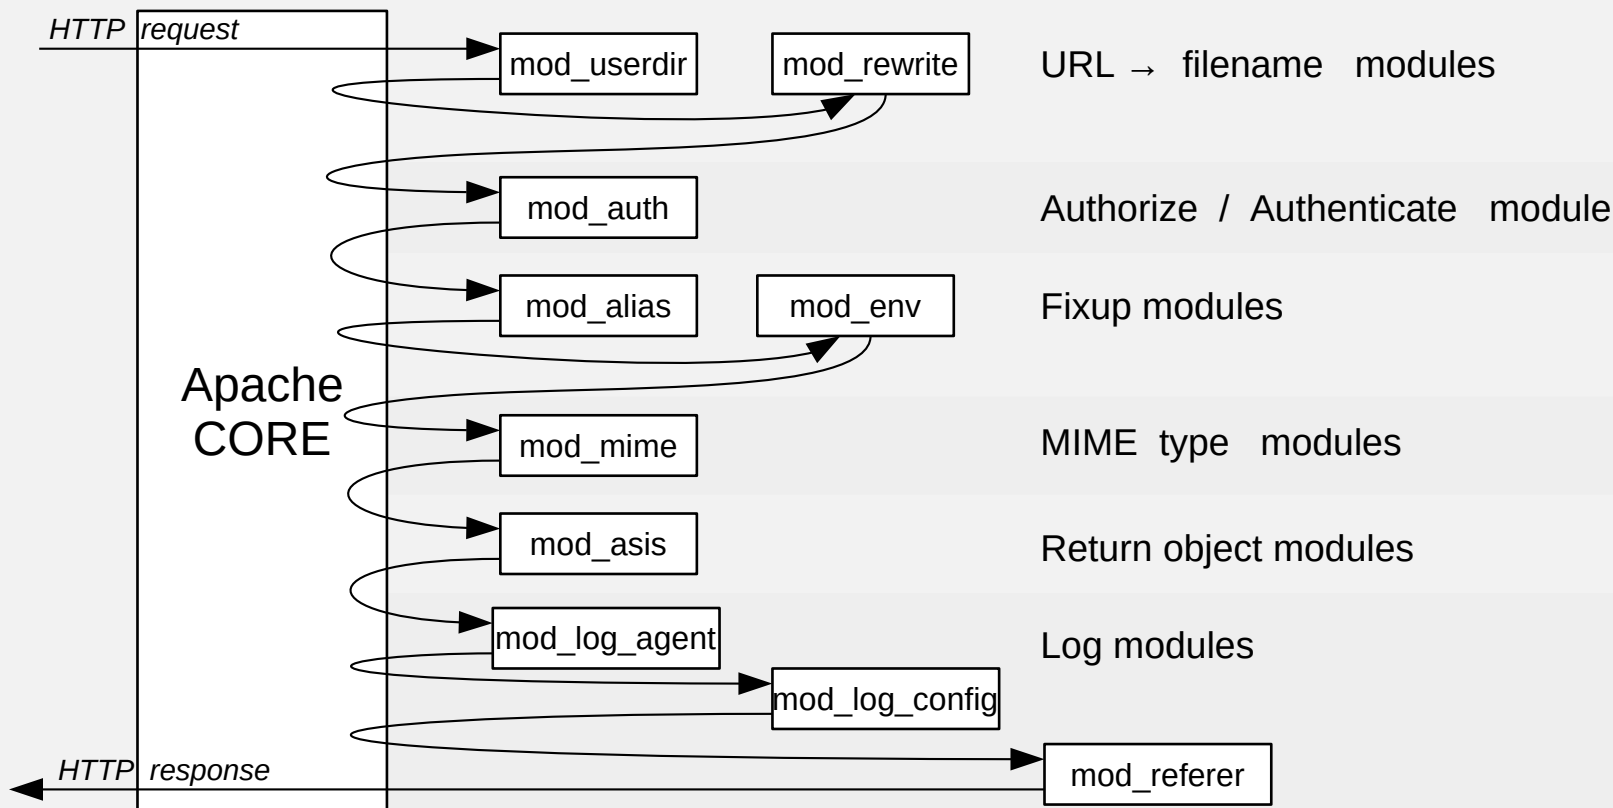 HTTP request
mod_userdir
mod_rewrite
URL → filename modules
mod_auth
Authorize / Authenticate module
mod_alias
mod_env
Fixup modules
Apache
CORE
mod_mime
MIME type modules
mod_asis
Return object modules
mod_log_agent
Log modules
mod_log_config
HTTP response
mod_referer